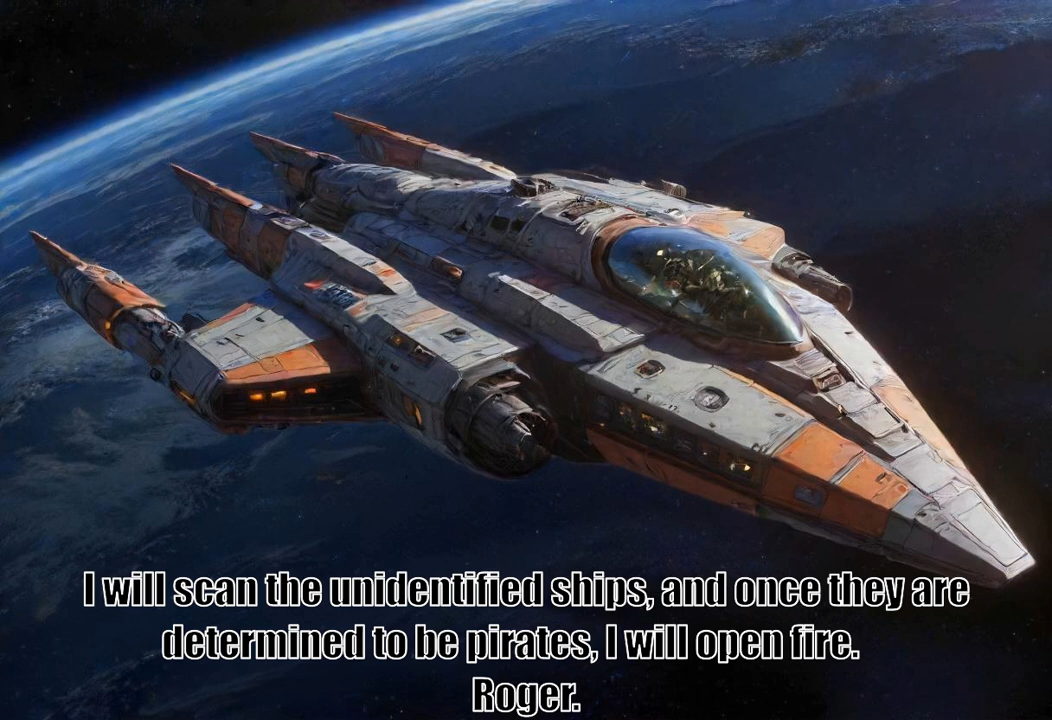 I will scan the unidentified ships, and once they are
determined to be pirates, I will open fire.
Roger.